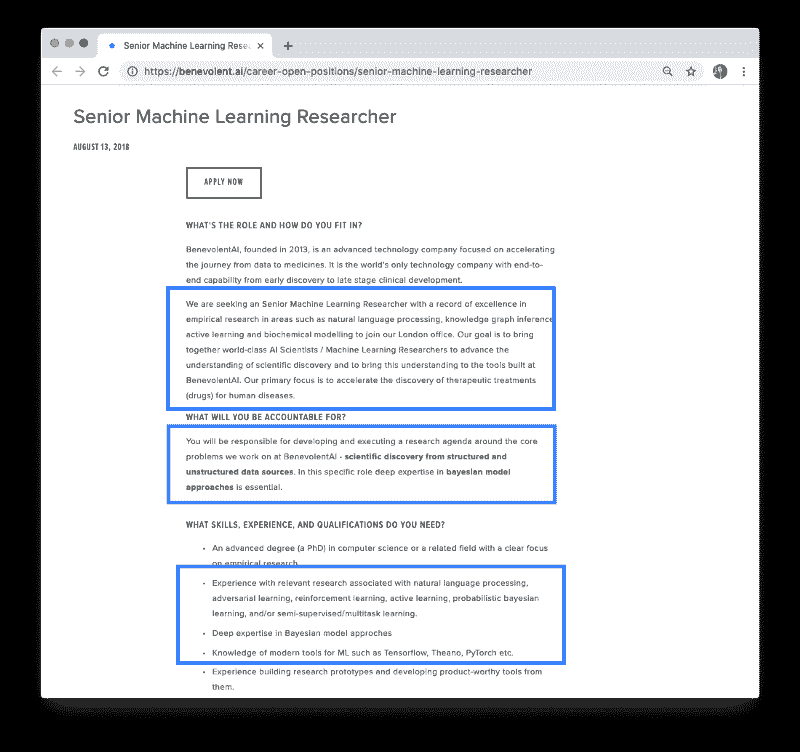 Senior Machine Learning Rese
https://benevolent.ai/career-open-positions/senior-machine-learning-researcher
Senior Machine Learning Researcher
AUGUST 13, 2018
APPLY NOW
WHAT'S THE ROLE AND HOW DO YOU FIT IN?
BenevolentAI, founded in 2013, is an advanced technology company focused on accelerating
the journey from data to medicines. It is the world's only technology company with end-to-
end capability from early discovery to late stage clinical development.
We are seeking an Senior Machine Learning Researcher with a record of excellence in
empirical research in areas such as natural language processing, knowledge graph inference
active learning and biochemical modelling to join our London office. Our goal is to bring
together world-class AI Scientists / Machine Learning Researchers to advance the
understanding of scientific discovery and to bring this understanding to the tools built at
BenevolentAI. Our primary focus is to accelerate the discovery of therapeutic treatments
(drugs) for human diseases.
WHAT WILL YOU BE ACCOUNTABLE FOR?
You will be responsible for developing and executing a research agenda around the core
problems we work on at BenevolentAI - scientific discovery from structured and
unstructured data sources. In this specific role deep expertise in bayesian model
approaches is essential.
WHAT SKILLS, EXPERIENCE, AND QUALIFICATIONS DO YOU NEED?
• An advanced degree (a PhD) in computer science or a related field with a clear focus
on empirical research
• Experience with relevant research associated with natural language processing,
adversarial learning, reinforcement learning, active learning, probabilistic bayesian
learning, and/or semi-supervised/multitask learning.
• Deep expertise in Bayesian model approches
• Knowledge of modern tools for ML such as Tensorflow, Theano, PyTorch etc.
• Experience building research prototypes and developing product-worthy tools from
them.